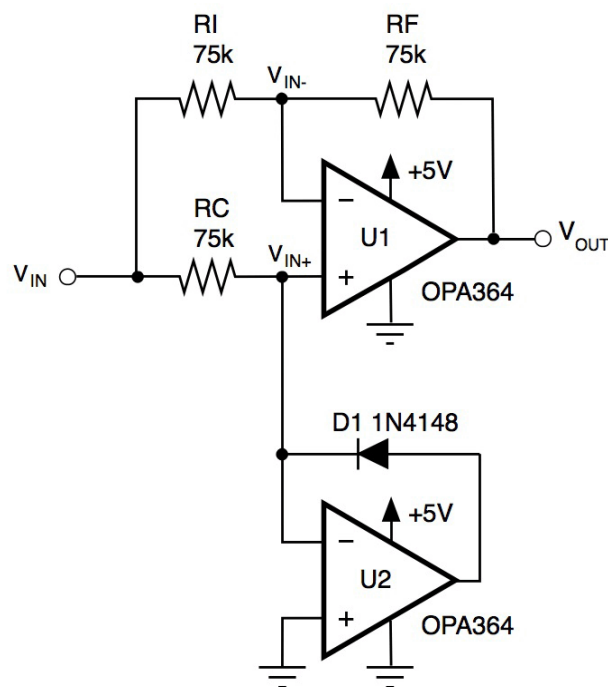 RI
75k
RF
75k
VIN-
+5V
−
U1
+
RC
75k
VIN+
VIN
VOUT
OPA364
D1 1N4148
+5V
−
U2
+
OPA364